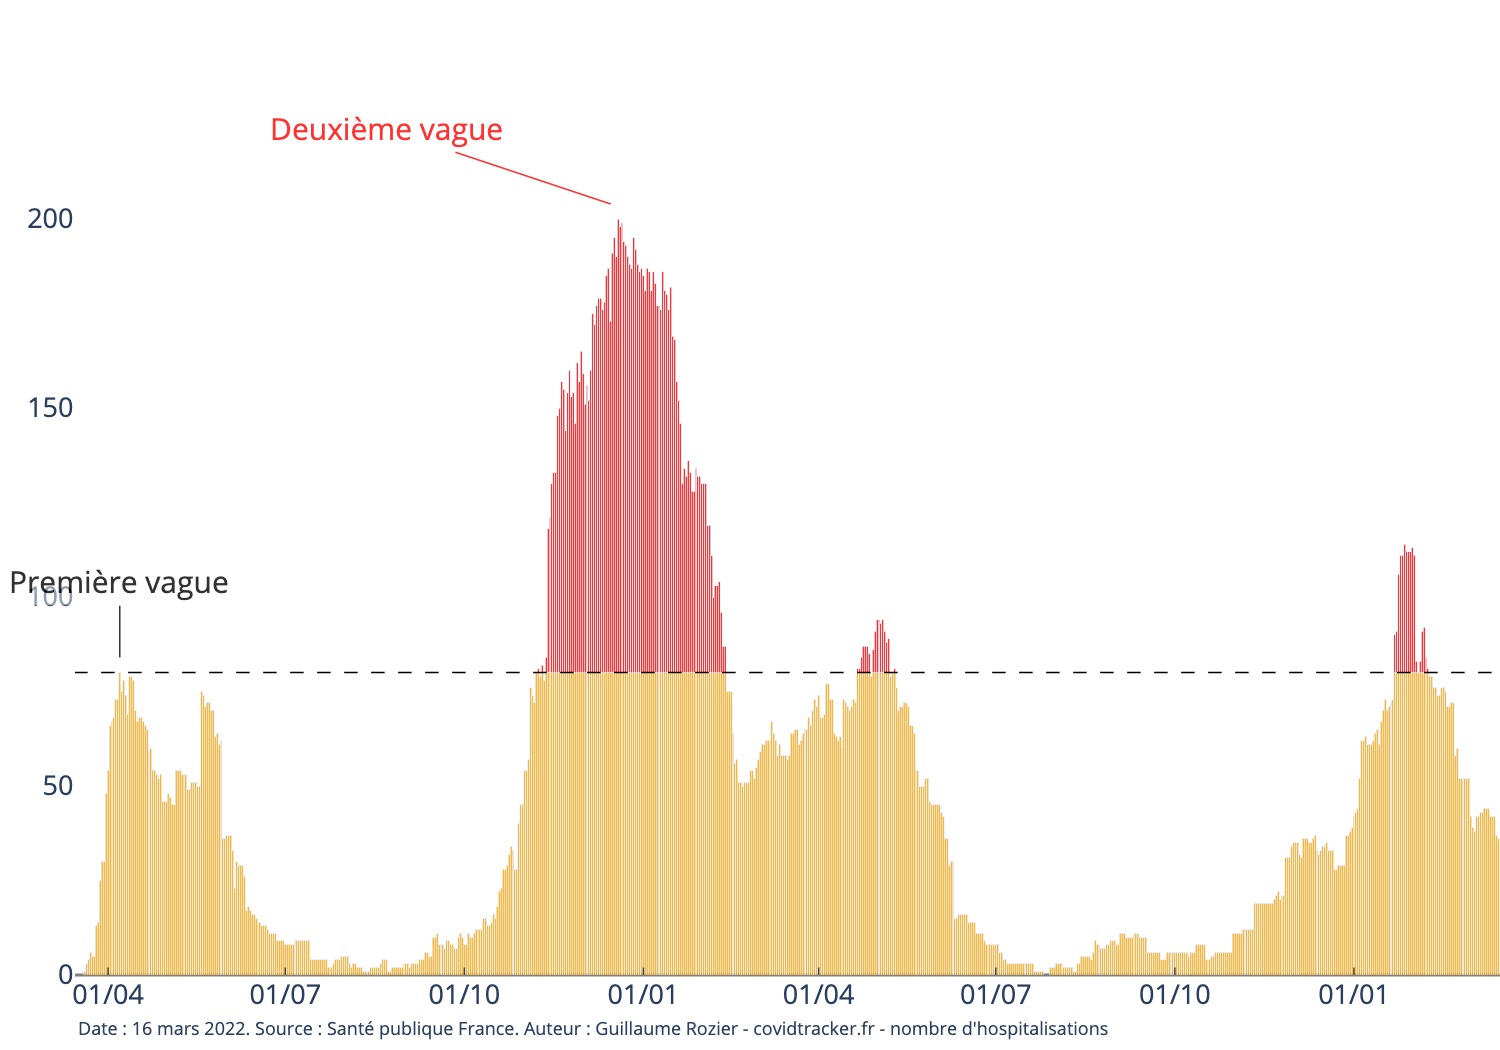 Deuxième vague
200
150
Première vague
100
50
0
01/04 01/07 01/10 01/01 01/04 01/07 01/10 01/01
Date : 16 mars 2022. Source : Santé publique France. Auteur : Guillaume Rozier - covidtracker.fr - nombre d'hospitalisations